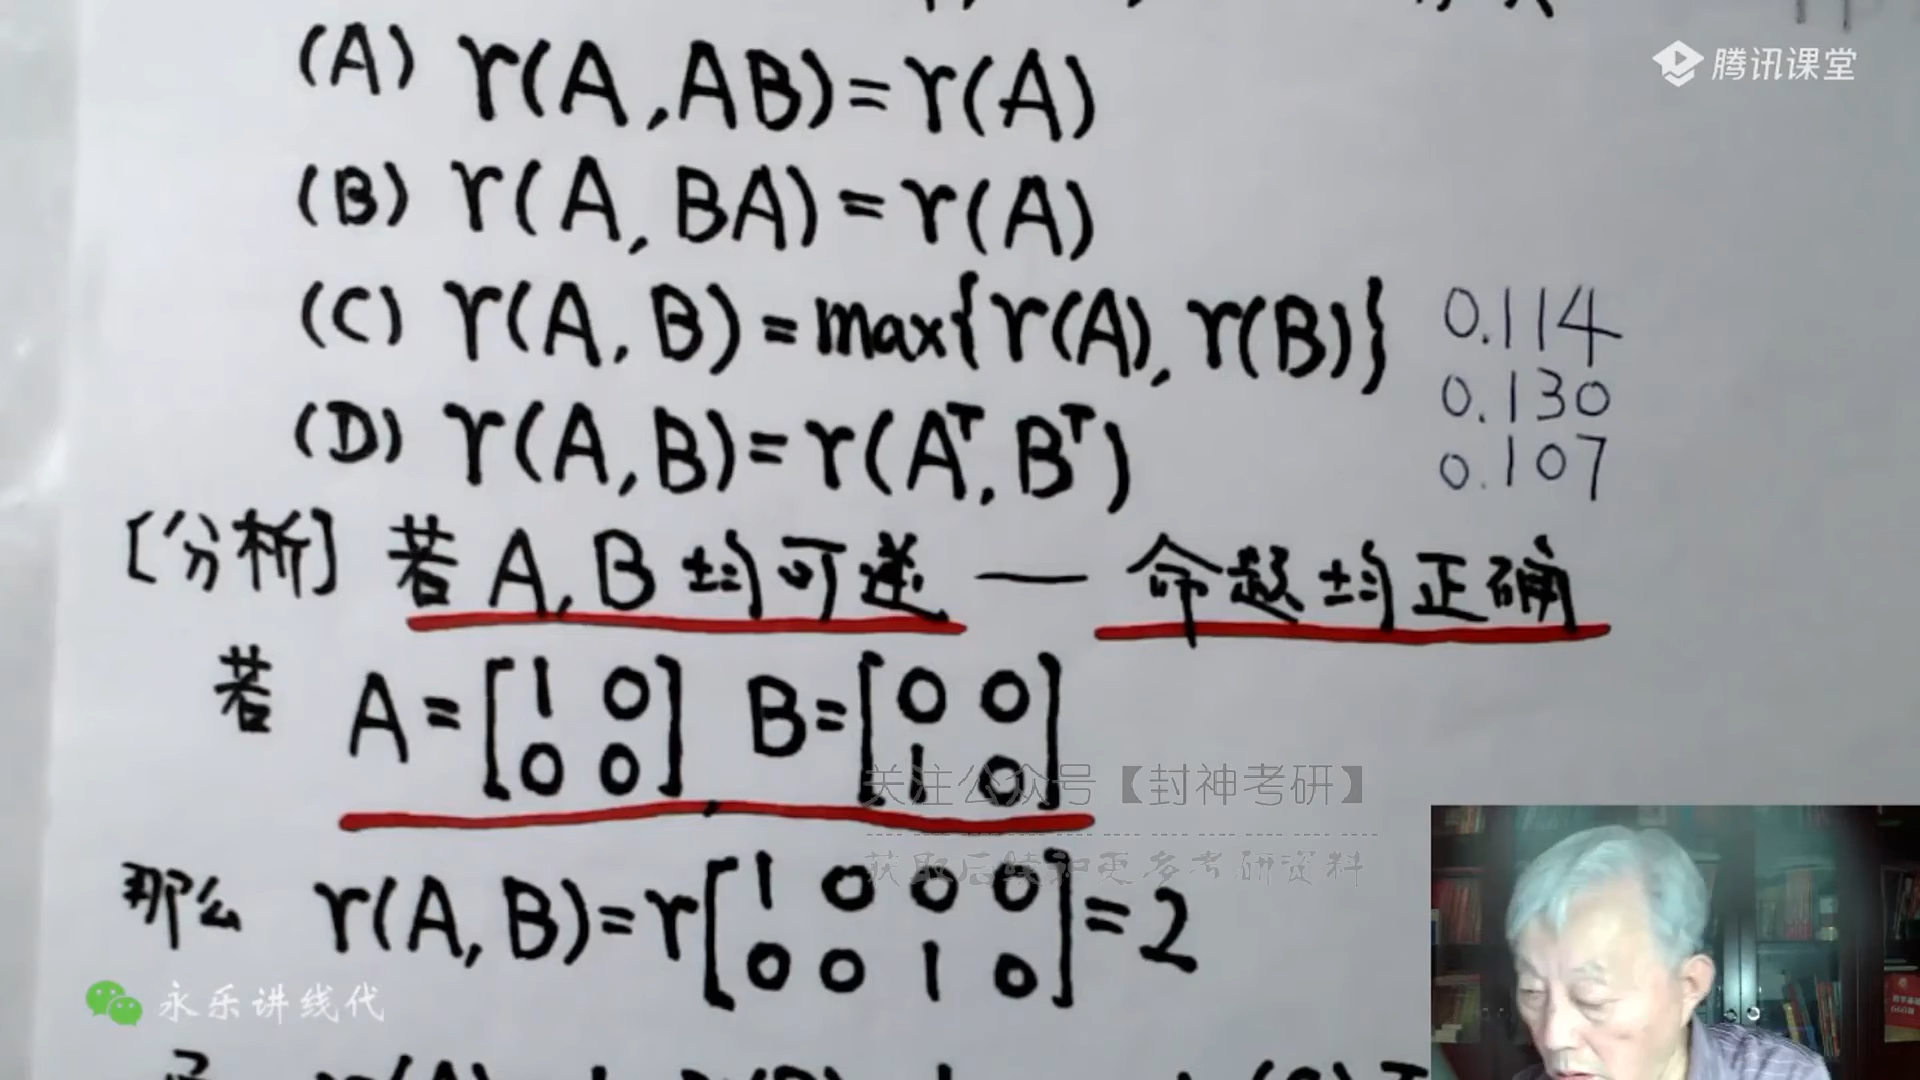 腾讯课堂
(A) r(A,AB)=r(A)
(B) r(A,BA)=r(A)
(C) r(A,B)=max{r(A),r(B)}
0.114
0.130
(D) r(A,B)=r(Aᵀ,Bᵀ)
0.107
[分析] 若A,B均可逆 — 命题均正确
若 A=[1 0 B=[0 0
0 0] 1 0]
关注公众号【封神考研】
获取后续和更多考研资料
那么 r(A,B)=r[1 0 0 0
0 0 1 0]=2
永乐讲线代